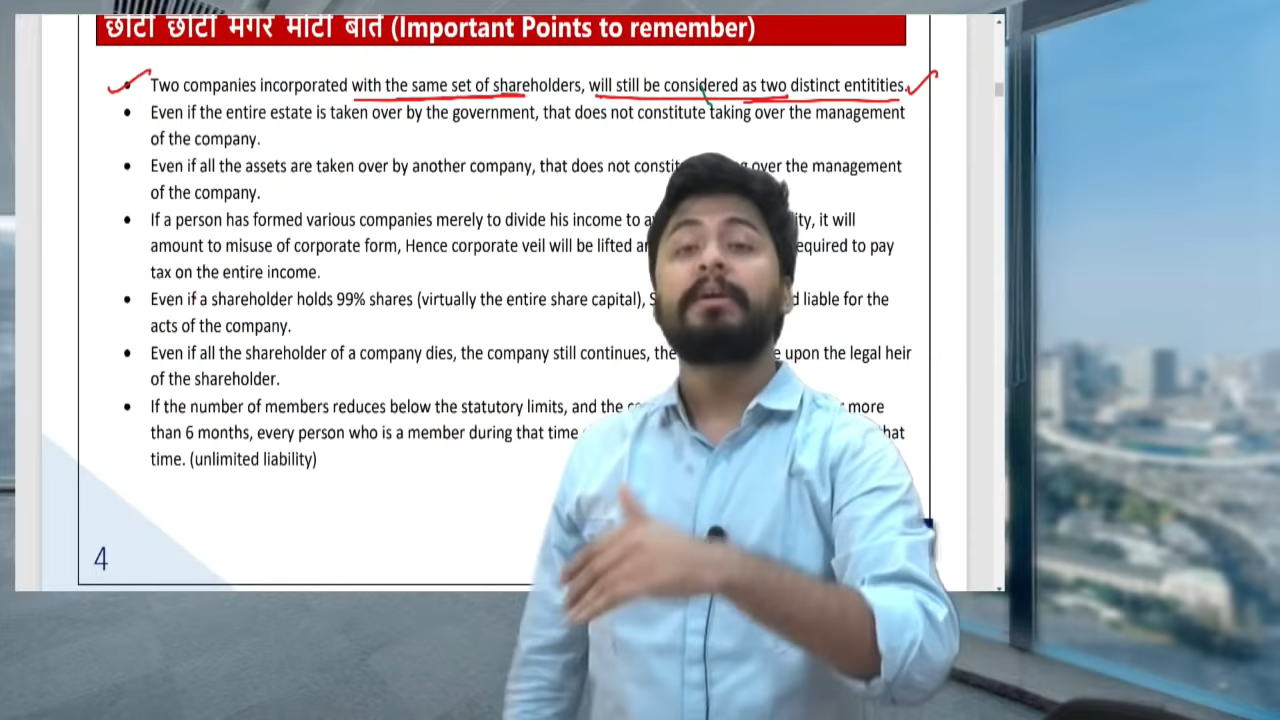 छोटी छोटी मगर मोटी बाते (Important Points to remember)
Two companies incorporated with the same set of shareholders, will still be considered as two distinct entitities.
Even if the entire estate is taken over by the government, that does not constitute taking over the management
of the company.
Even if all the assets are taken over by another company, that does not over the management
of the company.
If a person has formed various companies merely to divide his income to it will
amount to misuse of corporate form, Hence corporate veil will be lifted required to pay
tax on the entire income.
Even if a shareholder holds 99% shares (virtually the entire share capital), liable for the
acts of the company.
Even if all the shareholder of a company dies, the company still continues, upon the legal heir
of the shareholder.
If the number of members reduces below the statutory limits, and the more
than 6 months, every person who is a member during that time
time. (unlimited liability)
4